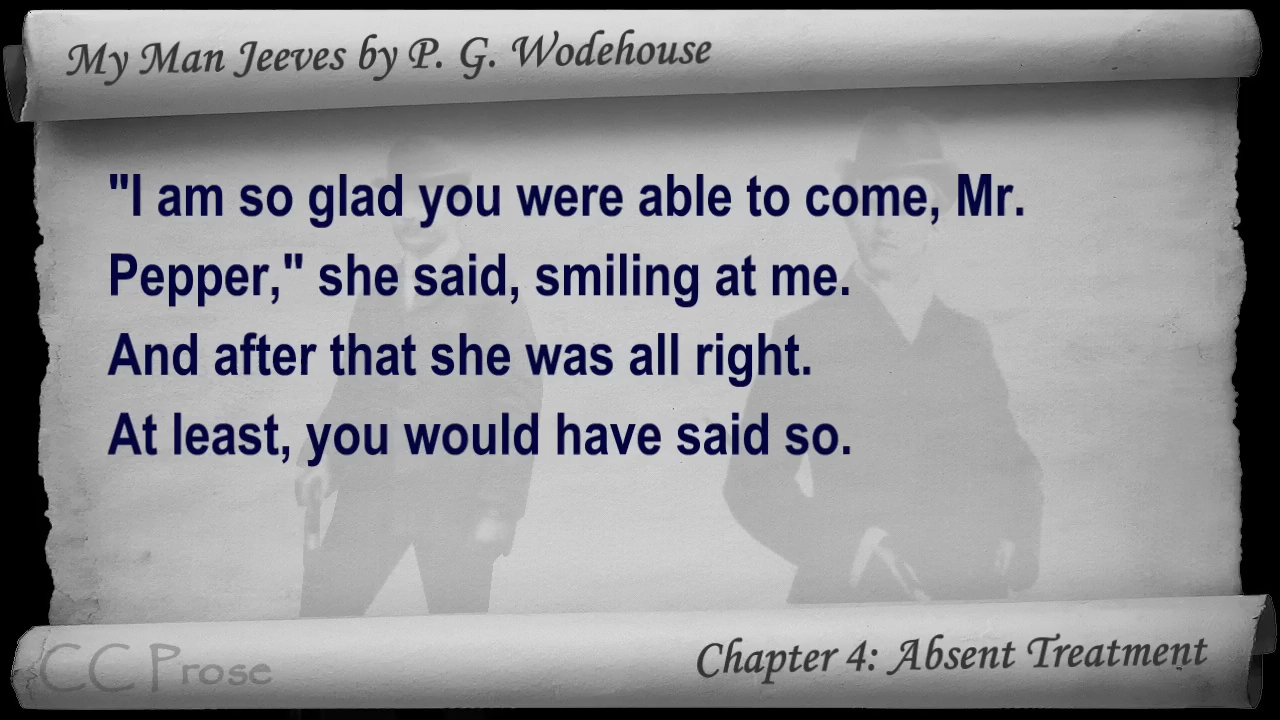 My Man Jeeves by P. G. Wodehouse
"I am so glad you were able to come, Mr.
Pepper," she said, smiling at me.
And after that she was all right.
At least, you would have said so.
CC Prose
Chapter 4: Absent Treatment